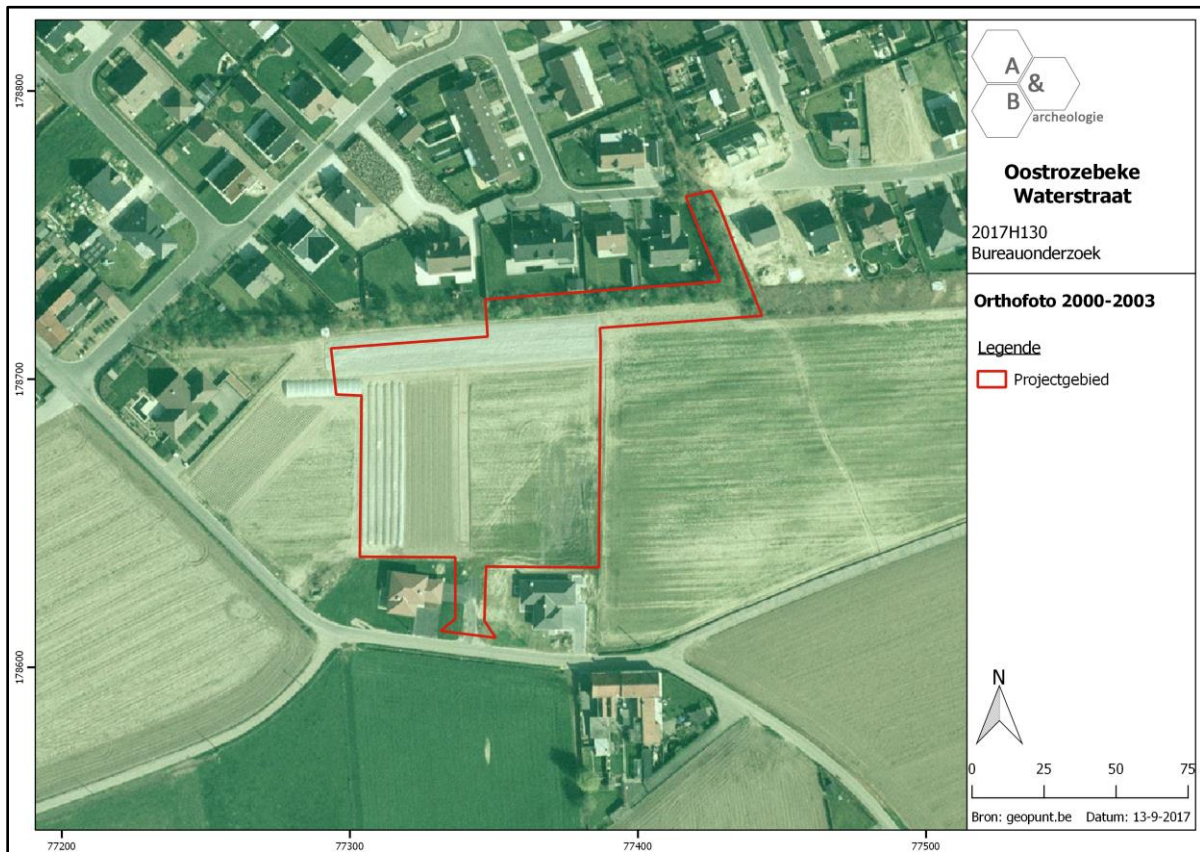 A
&
B
archeologie
Oostrozebeke
Waterstraat
2017H130
Bureauonderzoek
Orthofoto 2000-2003
Legende
Projectgebied
N
0 25 50 75
Bron: geopunt.be Datum: 13-9-2017
178800
178700
178600
77200 77300 77400 77500